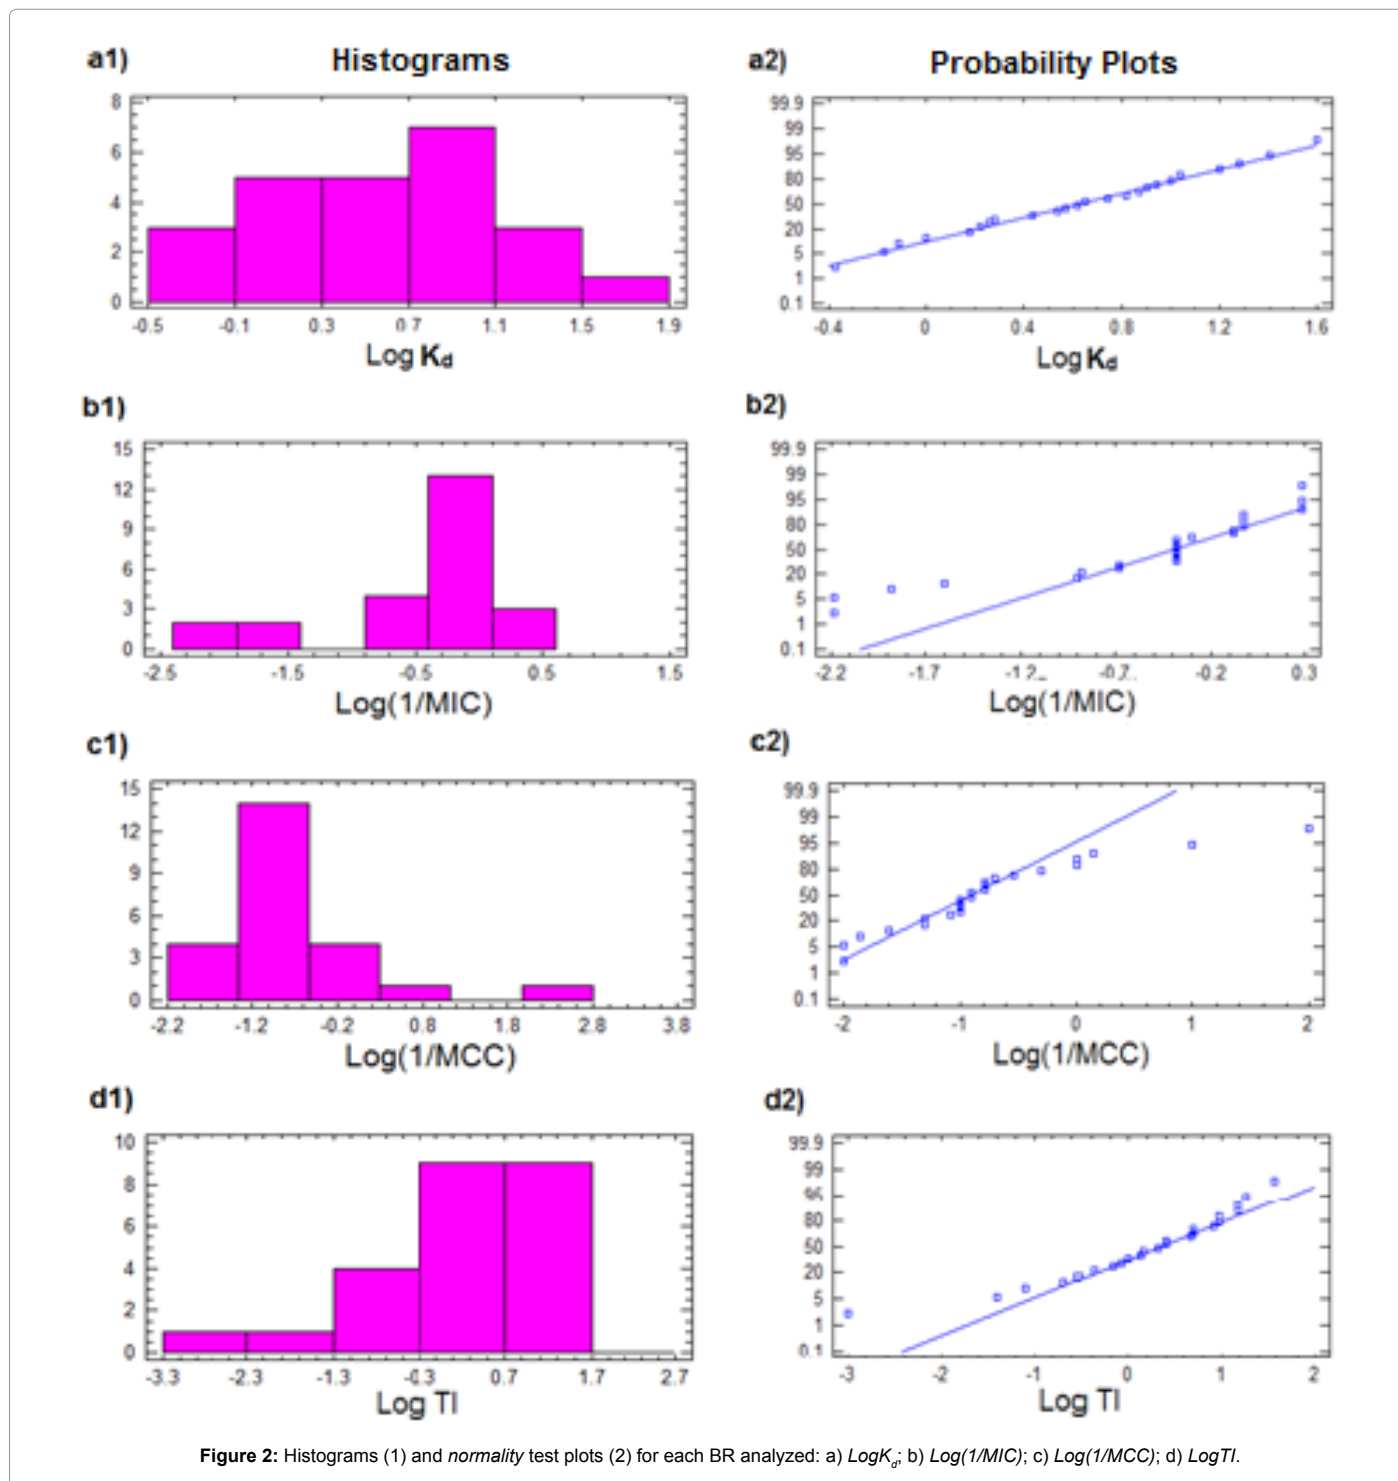 a1) Histograms
8
6
4
2
0
-0.5 -0.1 0.3 0.7 1.1 1.5 1.9
Log Kd
a2) Probability Plots
99.9
99
95
80
50
20
5
1
0.1
-0.4 0 0.4 0.8 1.2 1.6
Log Kd
b1)
15
12
9
6
3
0
-2.5 -1.5 -0.5 0.5 1.5
Log(1/MIC)
b2)
99.9
99
95
80
50
20
5
1
0.1
-2.2 -1.7 -1.2 -0.7 -0.2 0.3
Log(1/MIC)
c1)
15
12
9
6
3
0
-2.2 -1.2 -0.2 0.8 1.8 2.8 3.8
Log(1/MCC)
c2)
99.9
99
95
80
50
20
5
1
0.1
-2 -1 0 1 2
Log(1/MCC)
d1)
10
8
6
4
2
0
-3.3 -2.3 -1.3 -0.3 0.7 1.7 2.7
Log TI
d2)
99.9
99
95
80
50
20
5
1
0.1
-3 -2 -1 0 1 2
Log TI
Figure 2: Histograms (1) and normality test plots (2) for each BR analyzed: a) LogKd; b) Log(1/MIC); c) Log(1/MCC); d) LogTI.